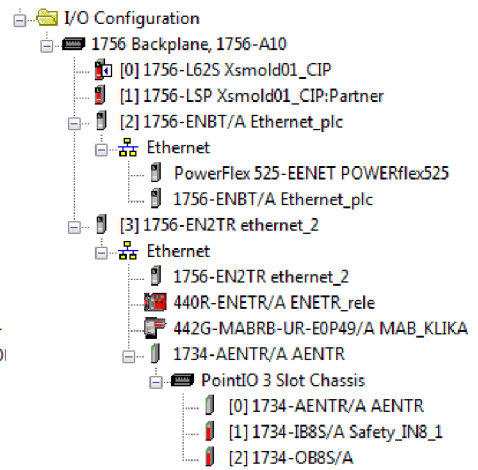 I/O Configuration
1756 Backplane, 1756-A10
[0] 1756-L62S Xsmold01_CIP
[1] 1756-LSP Xsmold01_CIP:Partner
[2] 1756-ENBT/A Ethernet_plc
Ethernet
PowerFlex 525-EENET POWERflex525
1756-ENBT/A Ethernet_plc
[3] 1756-EN2TR ethernet_2
Ethernet
1756-EN2TR ethernet_2
440R-ENETR/A ENETR_rele
442G-MABRB-UR-E0P49/A MAB_KLIKA
1734-AENTR/A AENTR
PointIO 3 Slot Chassis
[0] 1734-AENTR/A AENTR
[1] 1734-IB8S/A Safety_IN8_1
[2] 1734-OB8S/A